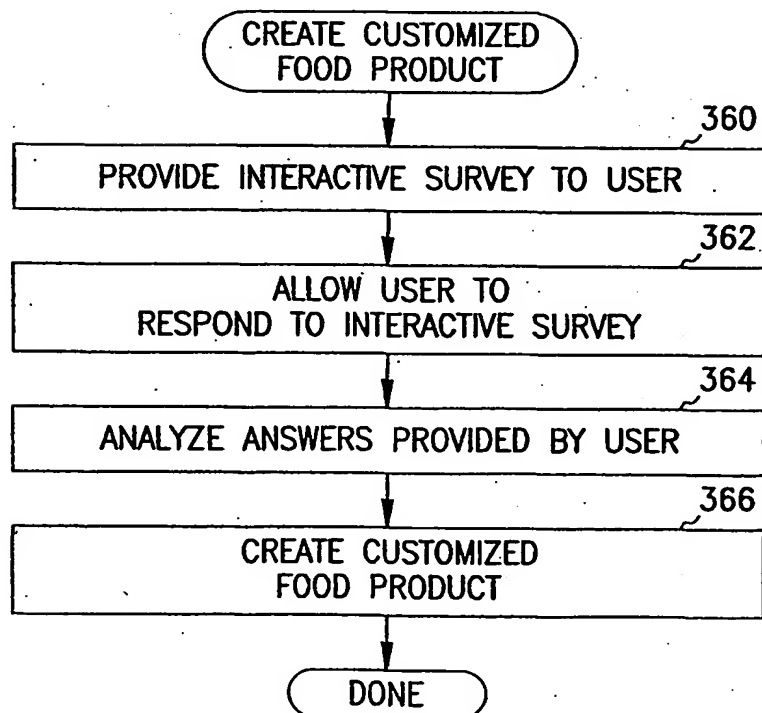 CREATE CUSTOMIZED
FOOD PRODUCT
360
PROVIDE INTERACTIVE SURVEY TO USER
362
ALLOW USER TO
RESPOND TO INTERACTIVE SURVEY
364
ANALYZE ANSWERS PROVIDED BY USER
366
CREATE CUSTOMIZED
FOOD PRODUCT
DONE